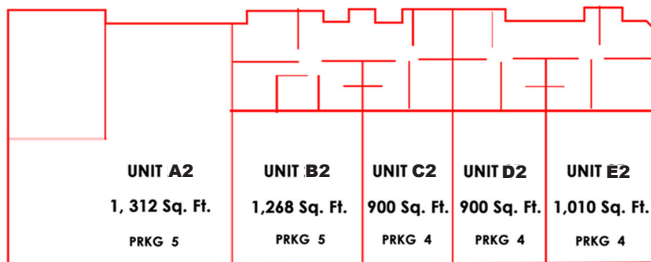 UNIT A2
1, 312 Sq. Ft.
PRKG 5
UNIT B2
1,268 Sq. Ft.
PRKG 5
UNIT C2
900 Sq. Ft.
PRKG 4
UNIT D2
900 Sq. Ft.
PRKG 4
UNIT E2
1,010 Sq. Ft.
PRKG 4